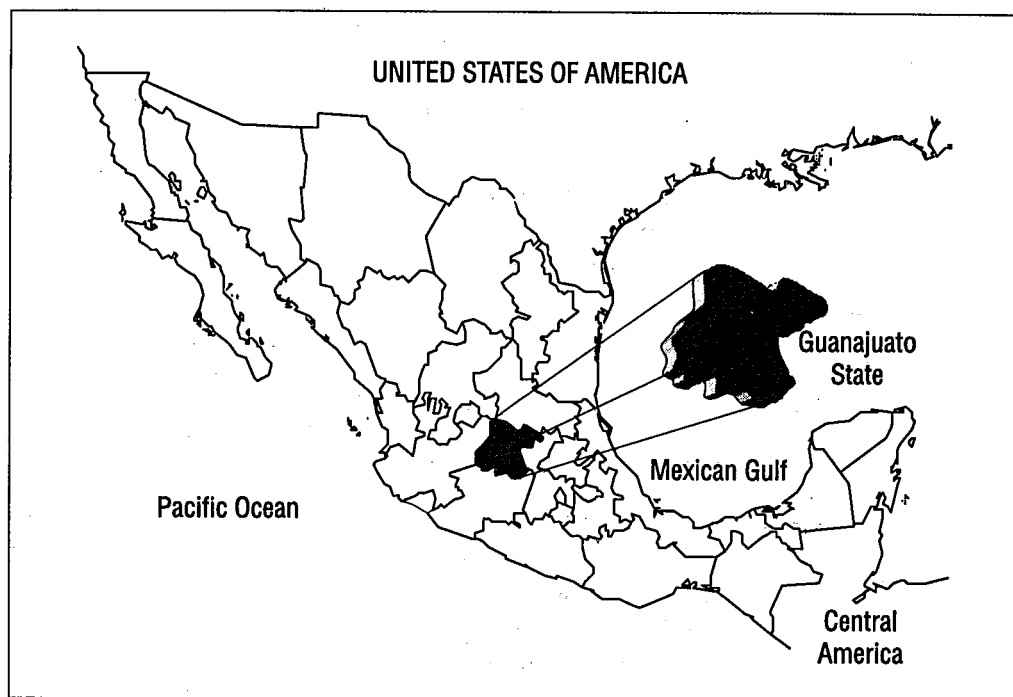 UNITED STATES OF AMERICA
Guanajuato
State
Mexican Gulf
Pacific Ocean
Central
America